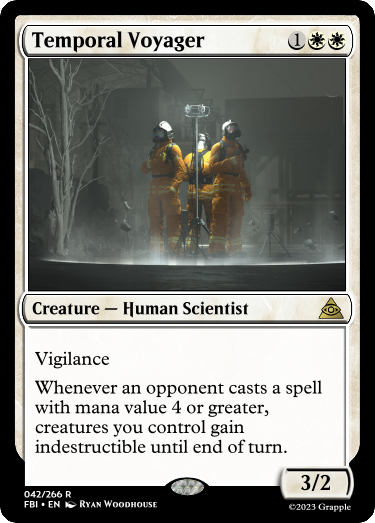 Temporal Voyager 1
Creature — Human Scientist
Vigilance
Whenever an opponent casts a spell
with mana value 4 or greater,
creatures you control gain
indestructible until end of turn.
3/2
042/266 R
FBI • EN Ryan Woodhouse
©2023 Grapple